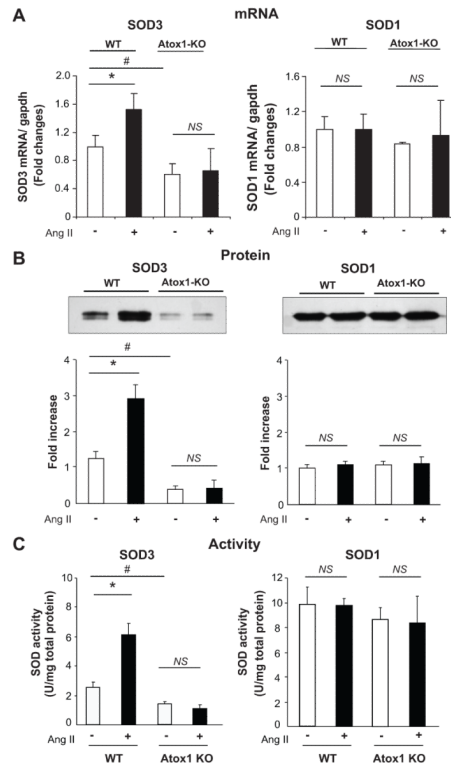 A
mRNA
SOD3
SOD1
WT
Atox1-KO
WT
Atox1-KO
#
*
NS
NS
NS
SOD3 mRNA/ gapdh
(Fold changes)
2.0
1.6
1.2
0.8
0.4
0
SOD1 mRNA/ gapdh
(Fold changes)
1.6
1.2
0.8
0.4
0
Ang II - + - +
Ang II - + - +
B
Protein
SOD3
SOD1
WT
Atox1-KO
WT
Atox1-KO
#
*
NS
NS
NS
Fold increase
4
3
2
1
0
Fold increase
4
3
2
1
0
Ang II - + - +
Ang II - + - +
C
Activity
SOD3
SOD1
#
*
NS
NS
NS
SOD activity
(U/mg total protein)
10
8
6
4
2
0
SOD activity
(U/mg total protein)
12
10
8
6
4
2
0
Ang II - + - +
Ang II - + - +
WT
Atox1 KO
WT
Atox1 KO